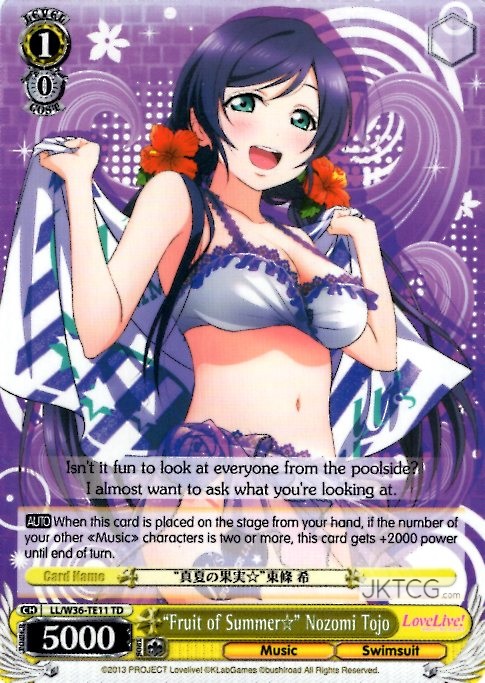 LEVEL
1
0
COST
μ's
Isn't it fun to look at everyone from the poolside?
I almost want to ask what you're looking at.
AUTO When this card is placed on the stage from your hand, if the number of
your other «Music» characters is two or more, this card gets +2000 power
until end of turn.
Card Name
"真夏の果実☆"東條 希
JKTCG.com
CH LL/W36-TE11 TD
"Fruit of Summer☆" Nozomi Tojo
LoveLive!
POWER
5000
SOUL
Music
Swimsuit
©2013 PROJECT Lovelive! ©KLabGames ©bushiroad All Rights Reserved.